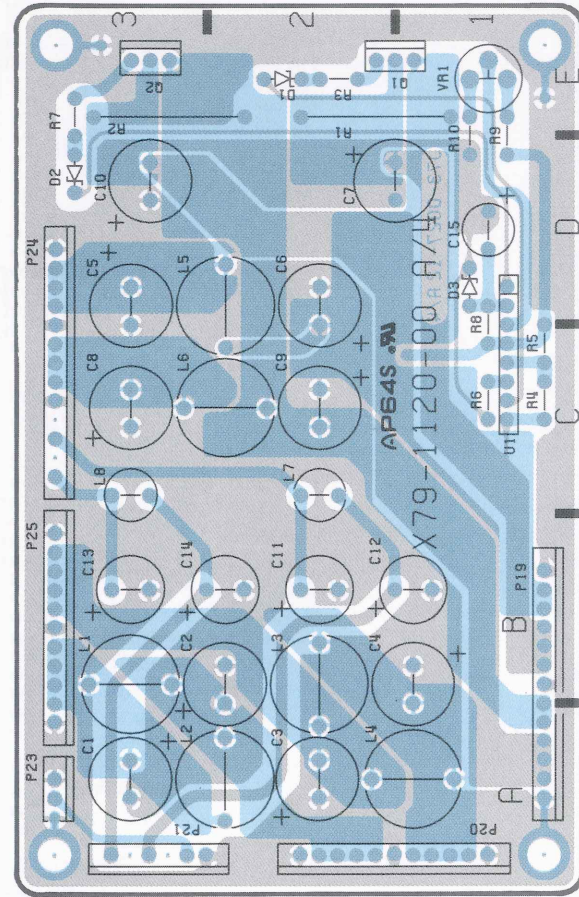 3
2
1
E
D
C
B
A
Q2
D1
R3
Q1
VR1
R7
R2
R1
R10
R9
D2
C10
C7
C15
P24
C5
L5
C6
D3
R8
C8
L6
C9
R6
R5
R4
U1
AP64S
X79-1120-00 A/4
L8
L7
P25
C13
C14
C11
C12
P19
L1
C2
L3
C4
P23
C1
L2
C3
L4
P21
P20